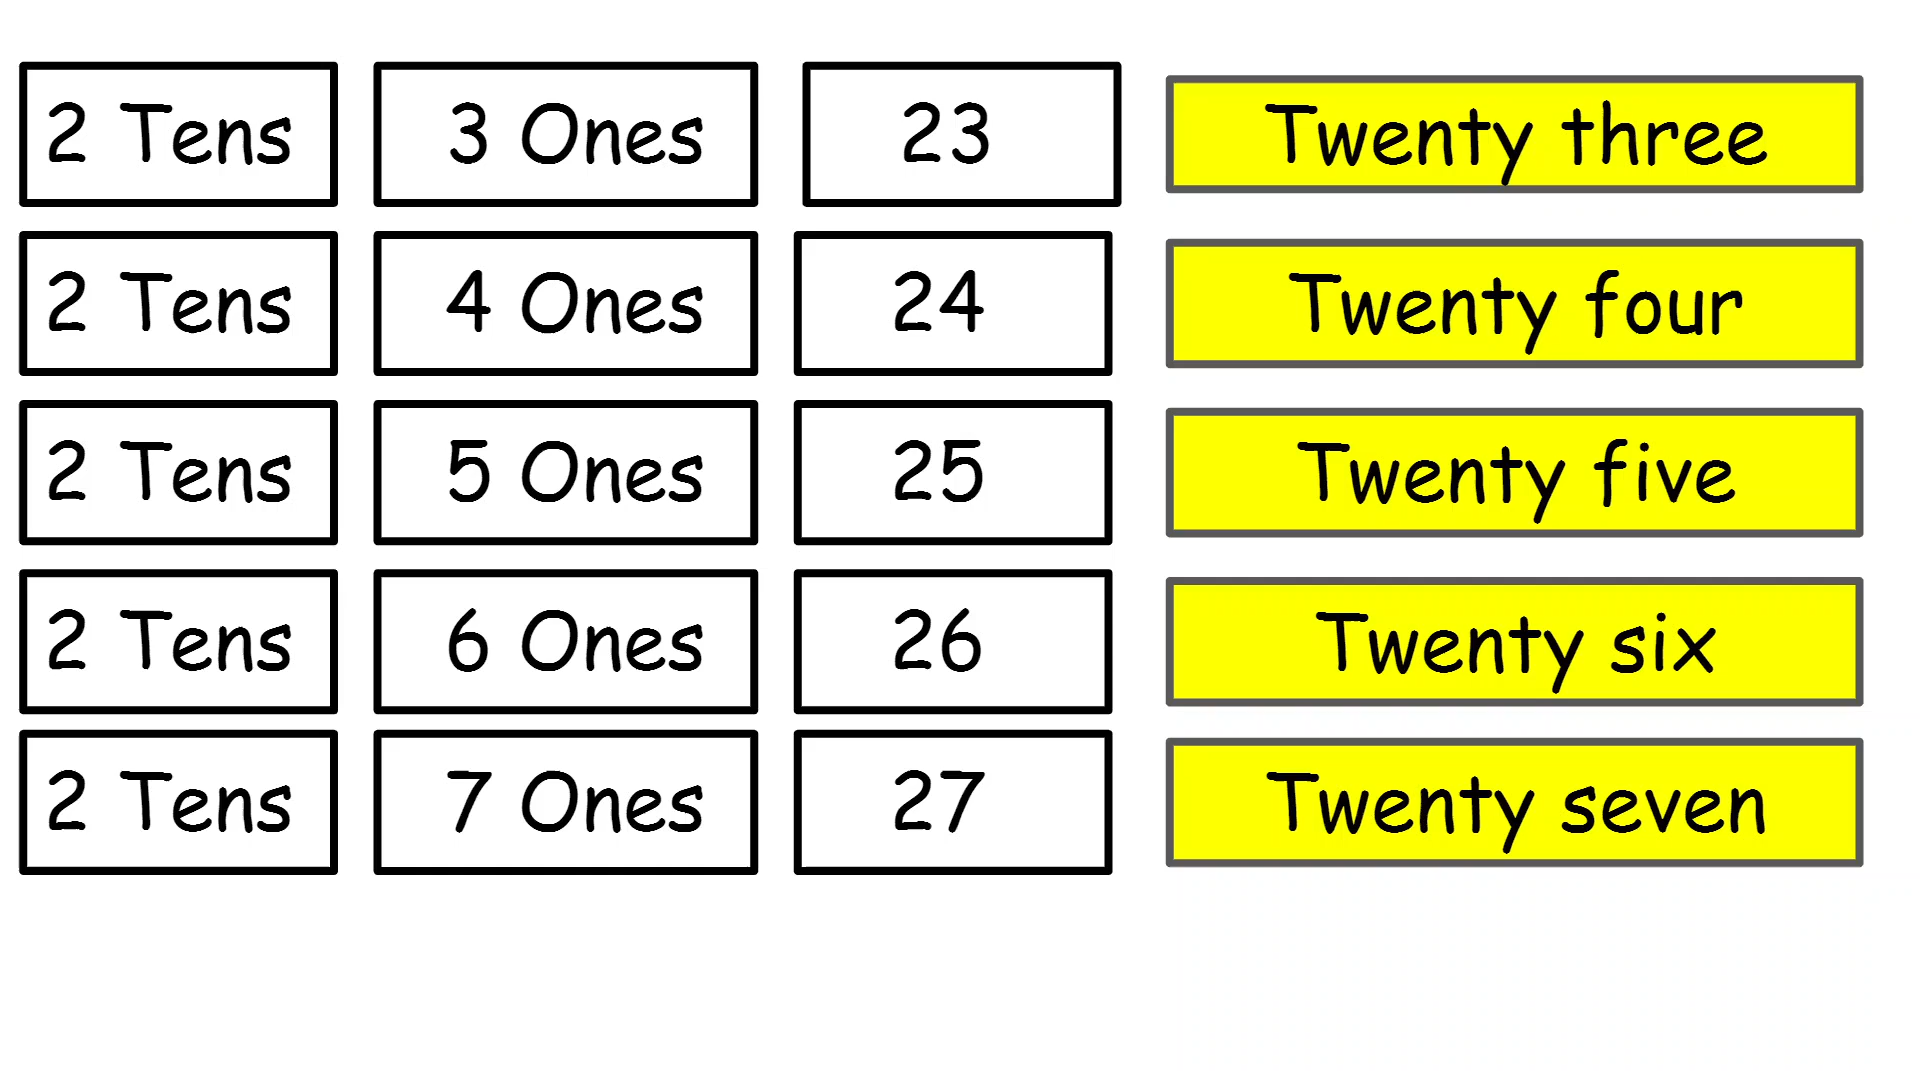 2 Tens 3 Ones 23 Twenty three
2 Tens 4 Ones 24 Twenty four
2 Tens 5 Ones 25 Twenty five
2 Tens 6 Ones 26 Twenty six
2 Tens 7 Ones 27 Twenty seven